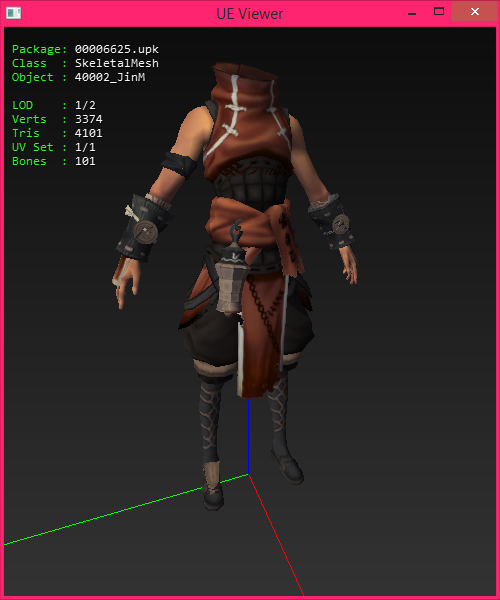 UE Viewer
Package: 00006625.upk
Class : SkeletalMesh
Object : 40002_JinM
LOD : 1/2
Verts : 3374
Tris : 4101
UV Set : 1/1
Bones : 101